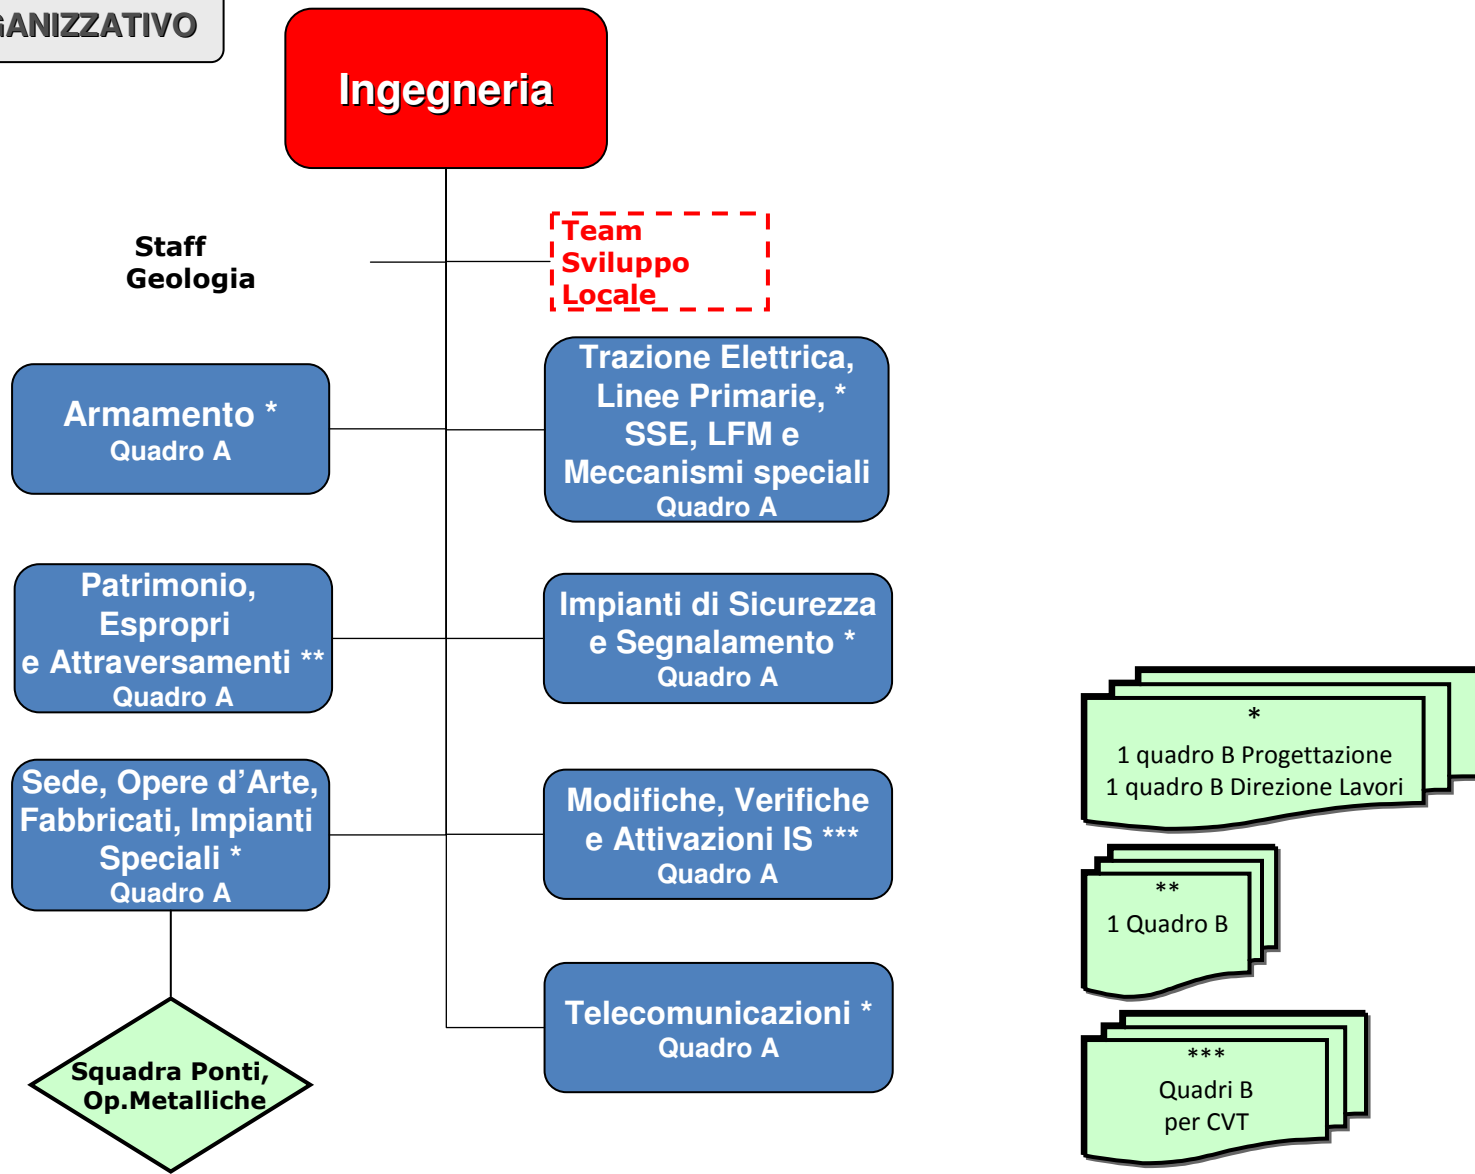 GANIZZATIVO
Ingegneria
Staff
Geologia
Team
Sviluppo
Locale
Armamento *
Quadro A
Trazione Elettrica,
Linee Primarie, *
SSE, LFM e
Meccanismi speciali
Quadro A
Patrimonio,
Espropri
e Attraversamenti **
Quadro A
Impianti di Sicurezza
e Segnalamento *
Quadro A
Sede, Opere d’Arte,
Fabbricati, Impianti
Speciali *
Quadro A
Modifiche, Verifiche
e Attivazioni IS ***
Quadro A
Telecomunicazioni *
Quadro A
Squadra Ponti,
Op.Metalliche
*
1 quadro B Progettazione
1 quadro B Direzione Lavori
**
1 Quadro B
***
Quadri B
per CVT